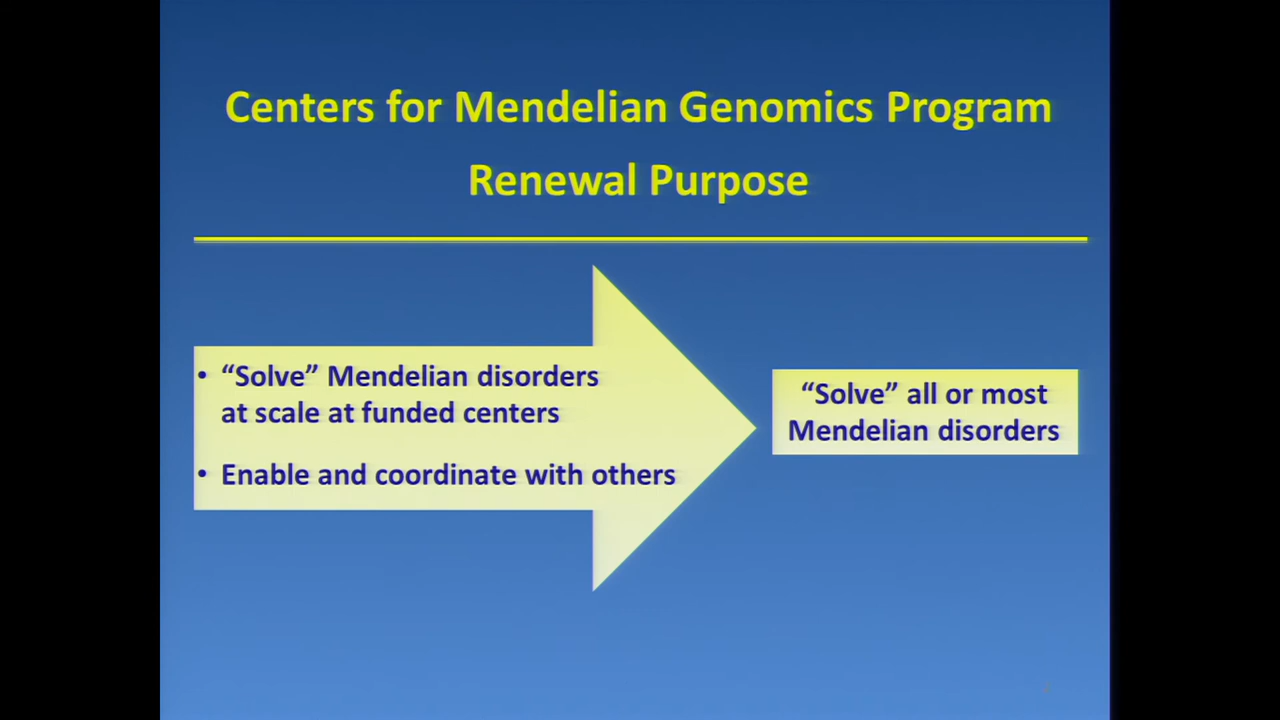 Centers for Mendelian Genomics Program
Renewal Purpose
• “Solve” Mendelian disorders
at scale at funded centers
• Enable and coordinate with others
“Solve” all or most
Mendelian disorders